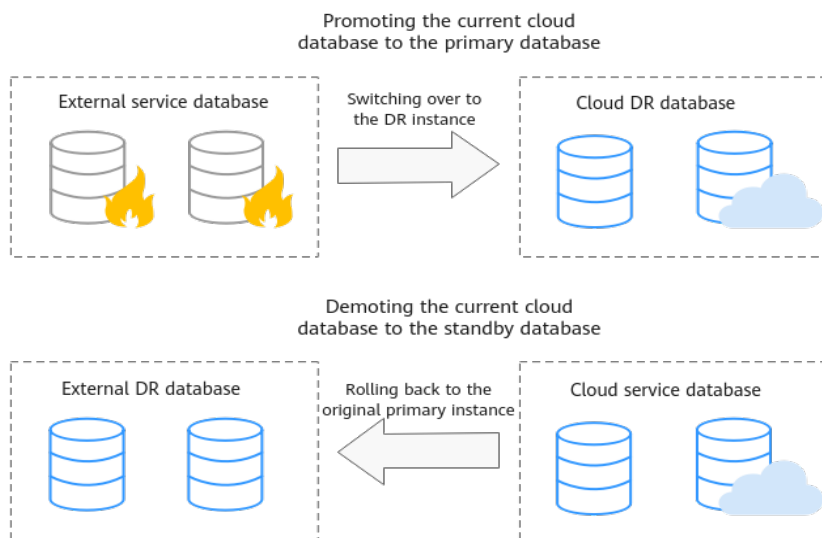 Promoting the current cloud
database to the primary database
External service database
Switching over to
the DR instance
Cloud DR database
Demoting the current cloud
database to the standby database
External DR database
Rolling back to the
original primary instance
Cloud service database